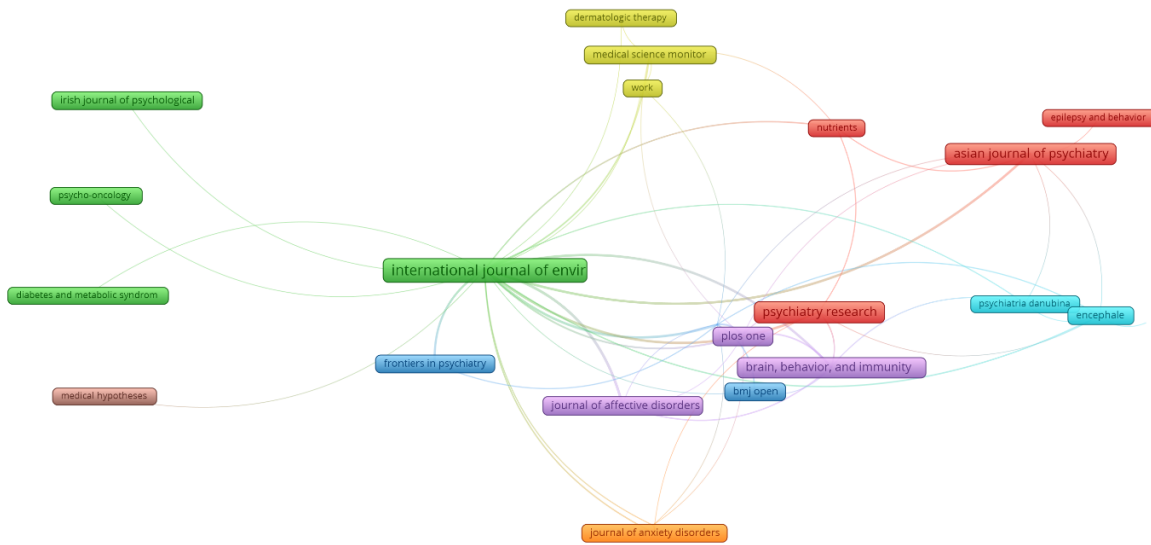 dermatologic therapy
medical science monitor
work
irish journal of psychological
nutrients
epilepsy and behavior
asian journal of psychiatry
psycho-oncology
international journal of envir
diabetes and metabolic syndrom
psychiatria danubina
encephale
psychiatry research
plos one
frontiers in psychiatry
brain, behavior, and immunity
bmj open
medical hypotheses
journal of affective disorders
journal of anxiety disorders